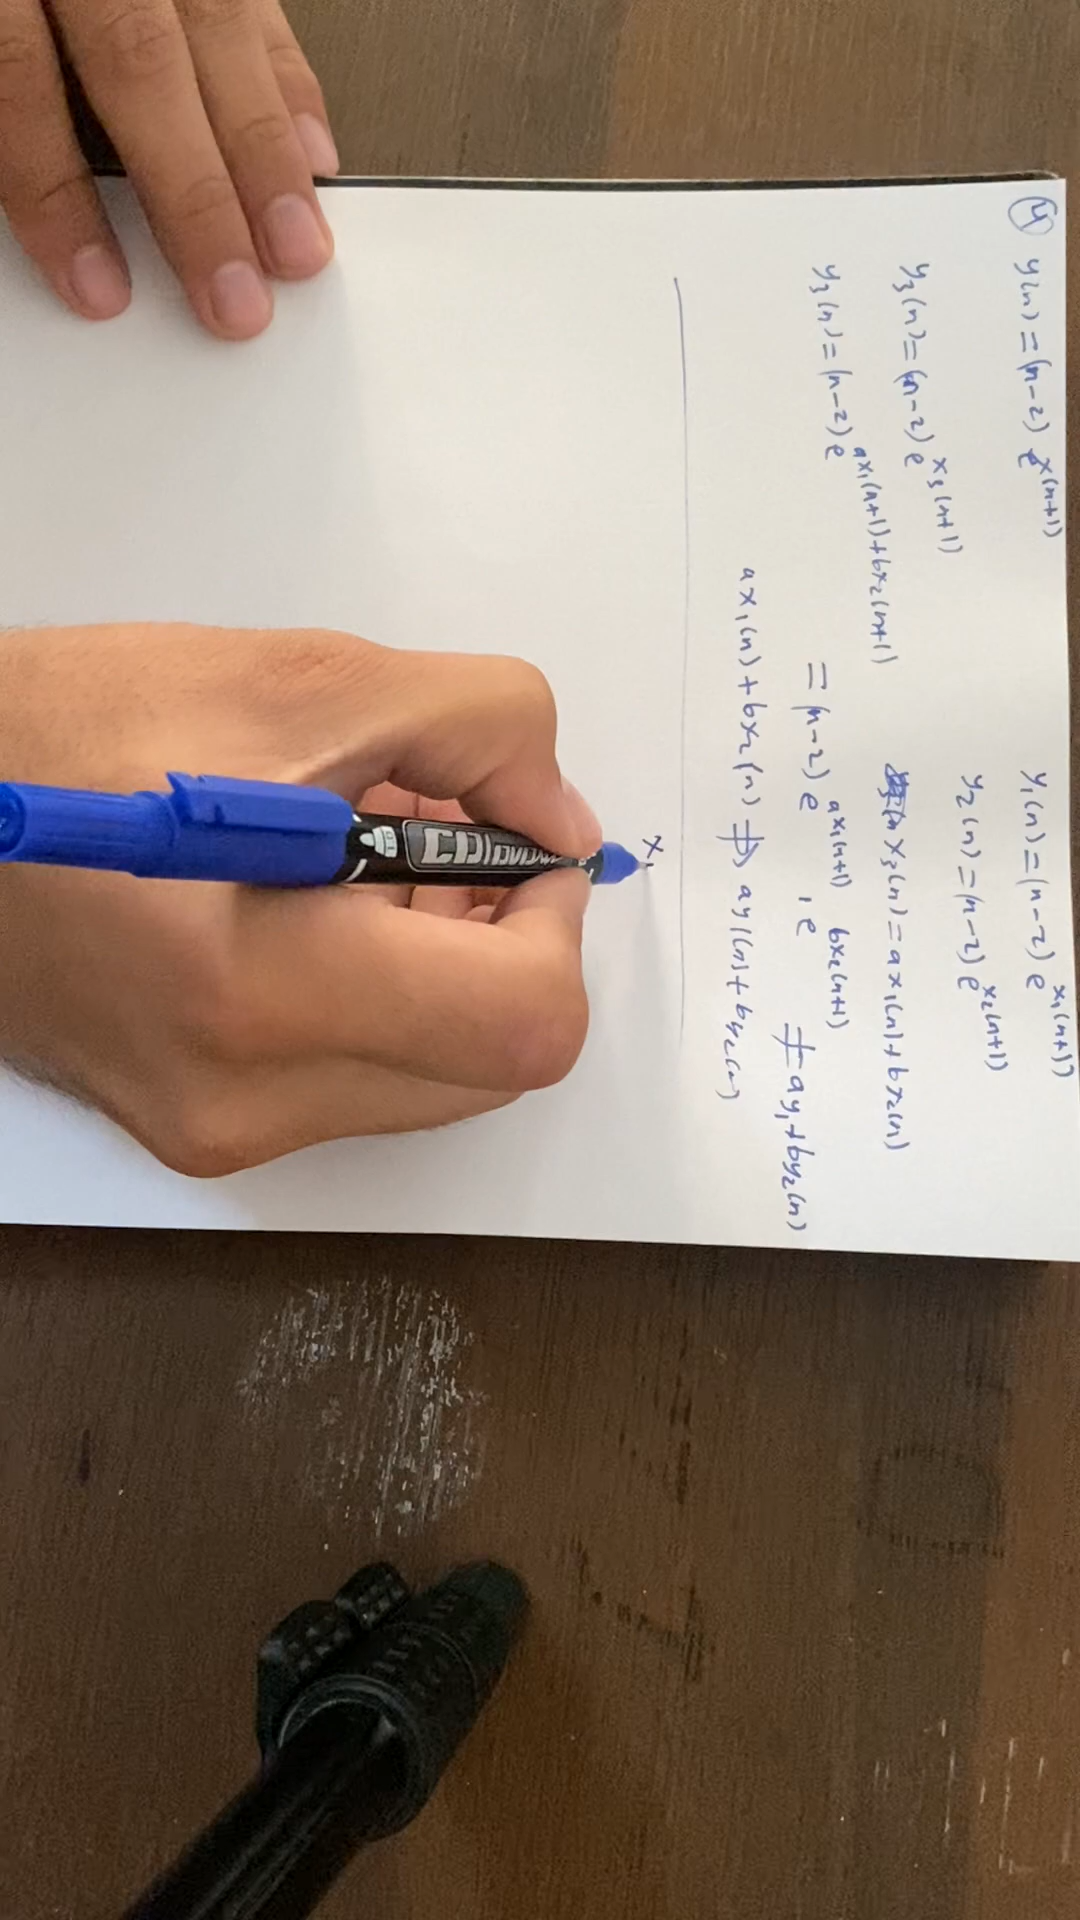 ④ y(n) = (n-2) e^x(n+1)
y1(n) = (n-2) e^x1(n+1)
y2(n) = (n-2) e^x2(n+1)
y3(n) = (n-2) e^x3(n+1)
x3(n) = ax1(n) + bx2(n)
y3(n) = (n-2) e^ax1(n+1)+bx2(n+1)
= (n-2) e^ax1(n+1) . e^bx2(n+1) ≠ ay1 + by2(n)
ax1(n) + bx2(n) ⇏ ay1(n) + by2(n)
x1